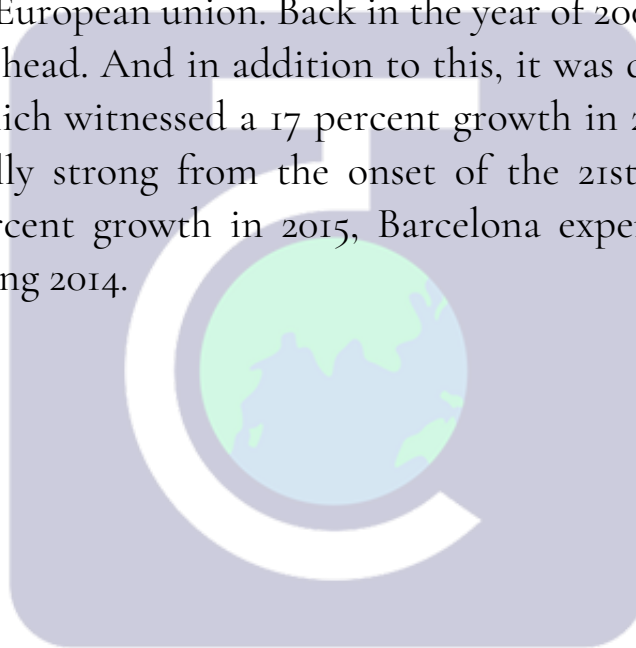 European union. Back in the year of
head. And in addition to this, it was
witnessed a 17 percent growth in
strong from the onset of the 21st
growth in 2015, Barcelona
2014.